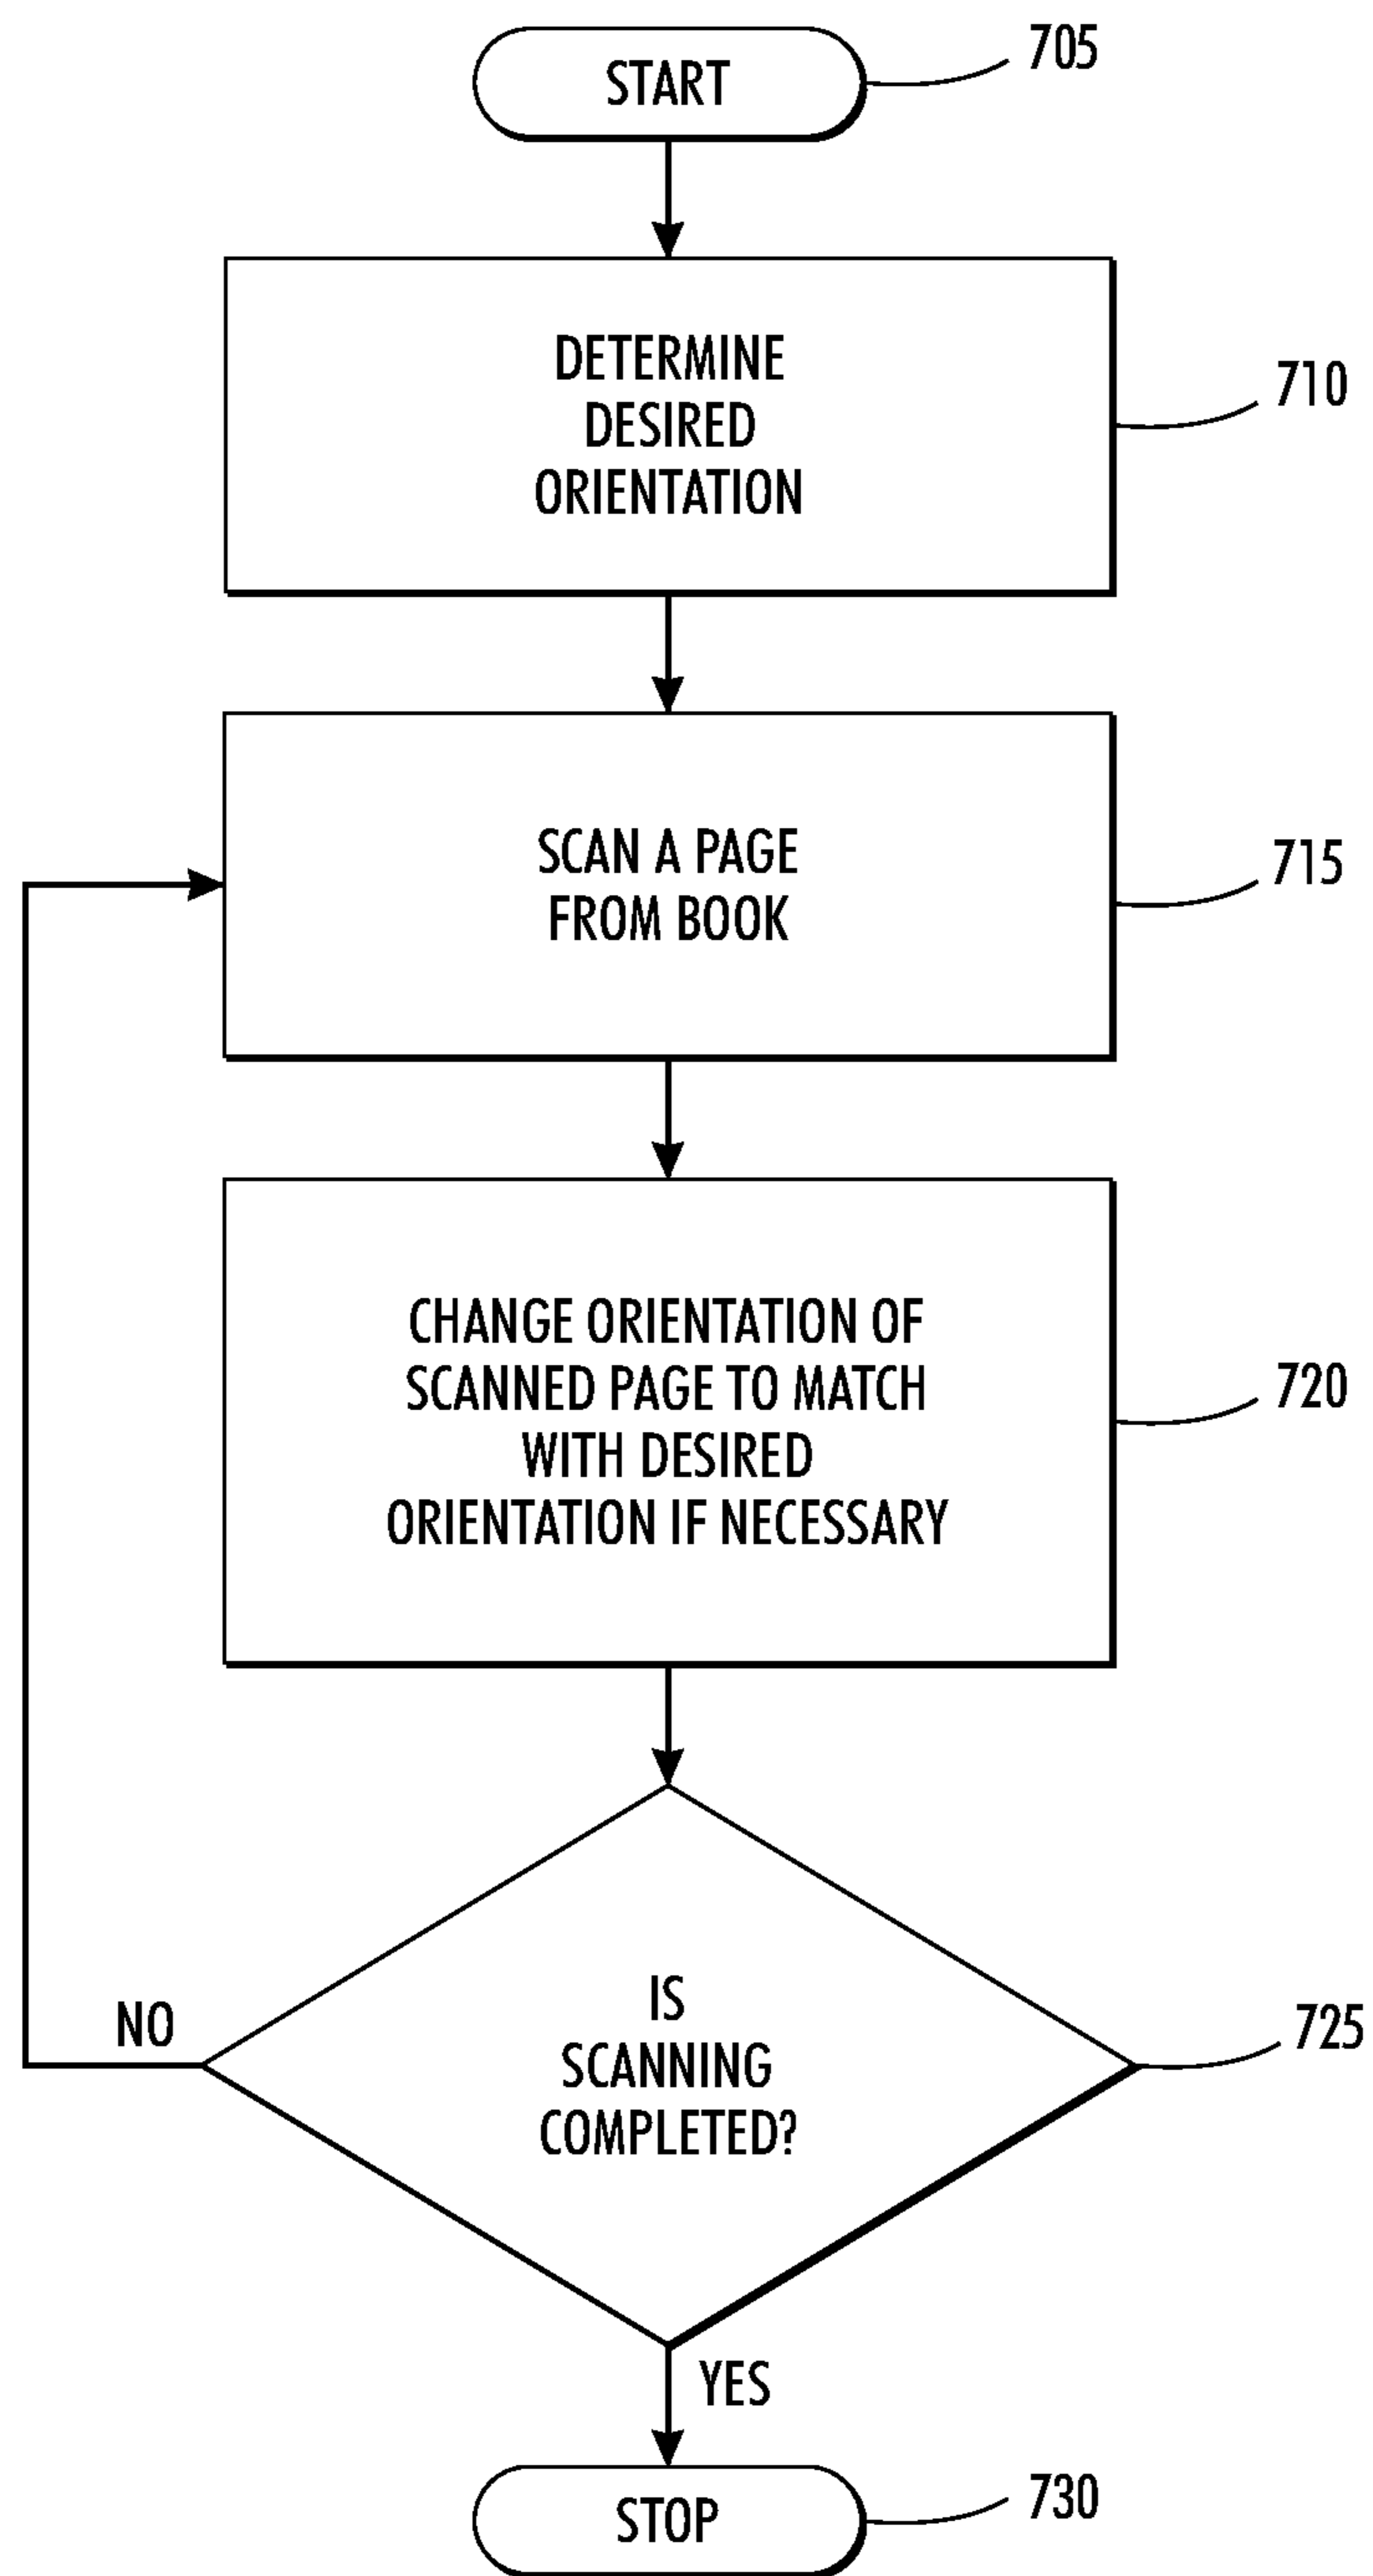 START
705
DETERMINE
DESIRED
ORIENTATION
710
SCAN A PAGE
FROM BOOK
715
CHANGE ORIENTATION OF
SCANNED PAGE TO MATCH
WITH DESIRED
ORIENTATION IF NECESSARY
720
IS
SCANNING
COMPLETED?
725
NO
YES
STOP
730